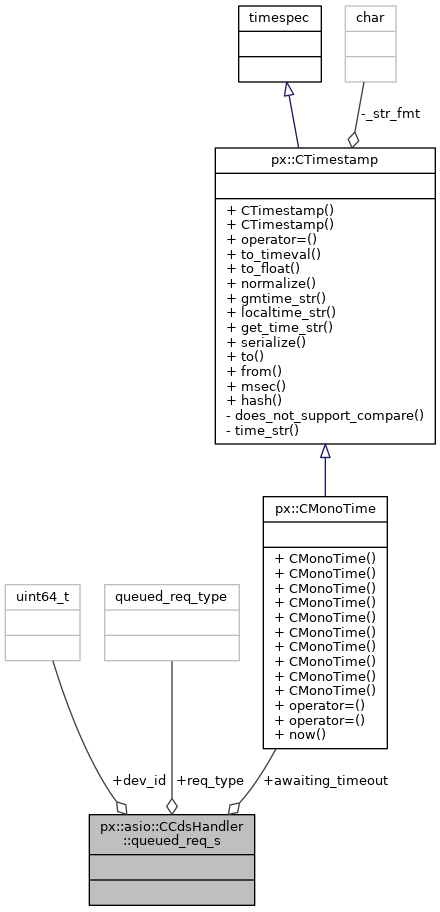 timespec
char
-_str_fmt
px::CTimestamp
+ CTimestamp()
+ CTimestamp()
+ operator=()
+ to_timeval()
+ to_float()
+ normalize()
+ gmtime_str()
+ localtime_str()
+ get_time_str()
+ serialize()
+ to()
+ from()
+ msec()
+ hash()
- does_not_support_compare()
- time_str()
px::CMonoTime
+ CMonoTime()
+ CMonoTime()
+ CMonoTime()
+ CMonoTime()
+ CMonoTime()
+ CMonoTime()
+ CMonoTime()
+ CMonoTime()
+ CMonoTime()
+ CMonoTime()
+ operator=()
+ operator=()
+ now()
uint64_t
queued_req_type
+dev_id
+req_type
+awaiting_timeout
px::asio::CCdsHandler
::queued_req_s